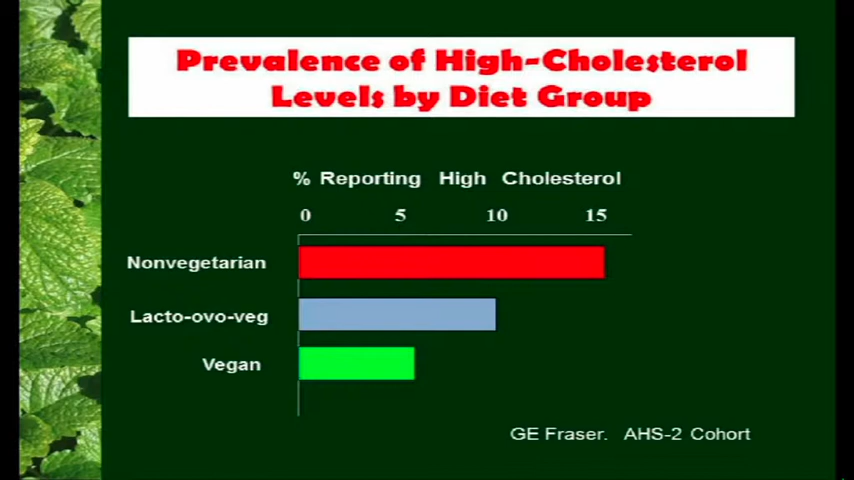 Prevalence of High-Cholesterol
Levels by Diet Group
% Reporting High Cholesterol
0 5 10 15
Nonvegetarian
Lacto-ovo-veg
Vegan
GE Fraser. AHS-2 Cohort